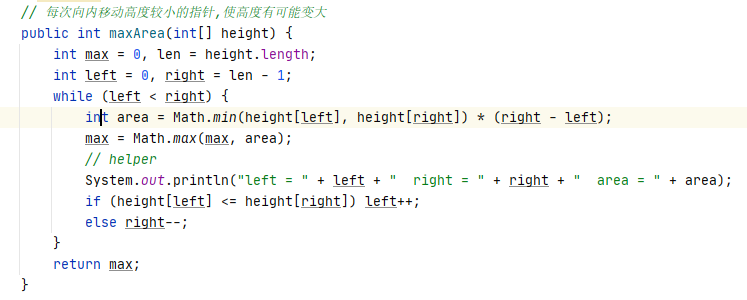 // 每次向内移动高度较小的指针,使高度有可能变大
public int maxArea(int[] height) {
    int max = 0, len = height.length;
    int left = 0, right = len - 1;
    while (left < right) {
        int area = Math.min(height[left], height[right]) * (right - left);
        max = Math.max(max, area);
        // helper
        System.out.println("left = " + left + "  right = " + right + "  area = " + area);
        if (height[left] <= height[right]) left++;
        else right--;
    }
    return max;
}